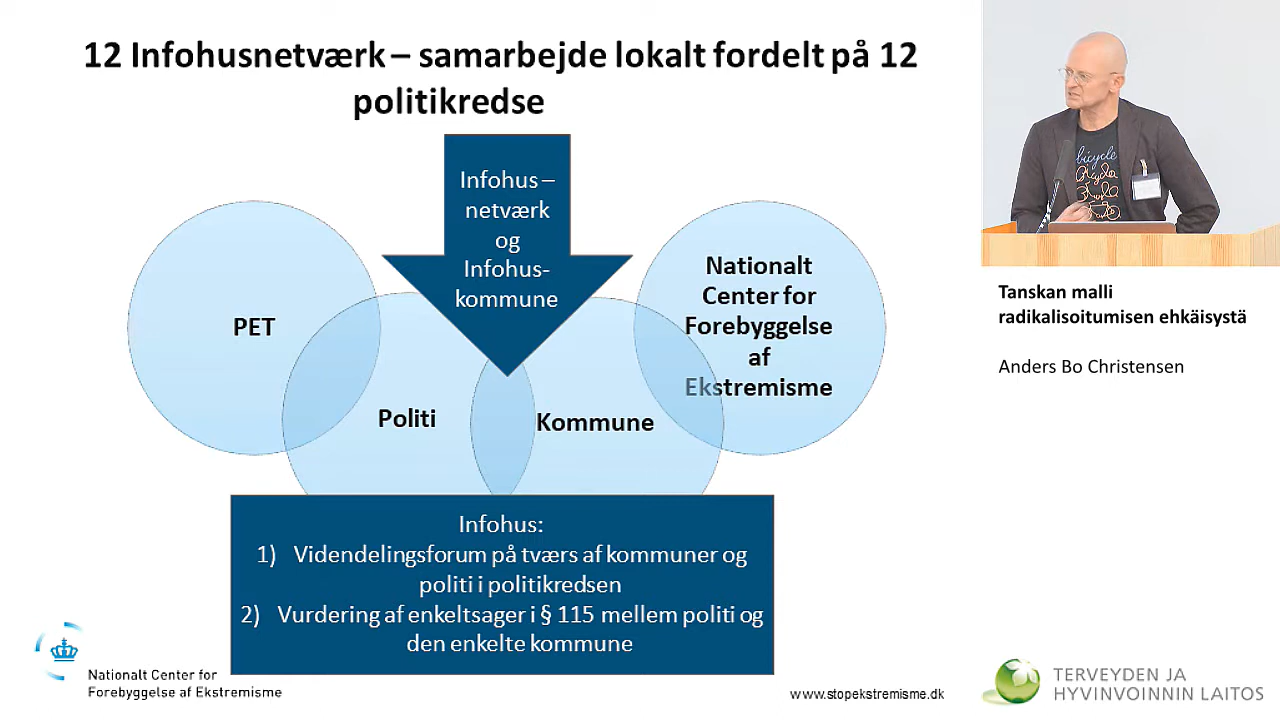 12 Infohusnetværk – samarbejde lokalt fordelt på 12
politikredse
Infohus –
netværk
og
Infohus-
kommune
PET
Politi
Kommune
Nationalt
Center for
Forebyggelse
af
Ekstremisme
Infohus:
1) Videndelingsforum på tværs af kommuner og
politi i politikredsen
2) Vurdering af enkeltsager i § 115 mellem politi og
den enkelte kommune
Nationalt Center for
Forebyggelse af Ekstremisme
www.stopekstremisme.dk
bicycle
Tanskan malli
radikalisoitumisen ehkäisystä
Anders Bo Christensen
TERVEYDEN JA
HYVINVOINNIN LAITOS